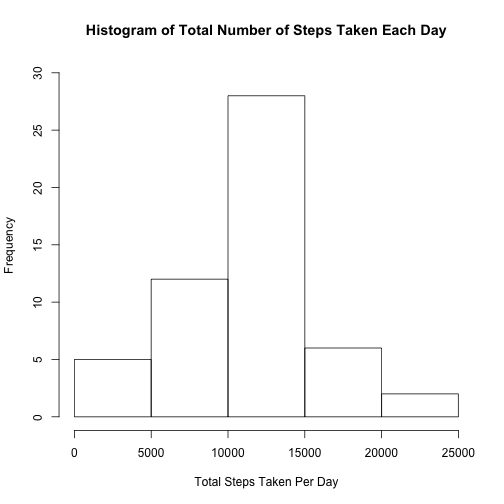 Histogram of Total Number of Steps Taken Each Day
Frequency
30
25
20
15
10
5
0
0 5000 10000 15000 20000 25000
Total Steps Taken Per Day